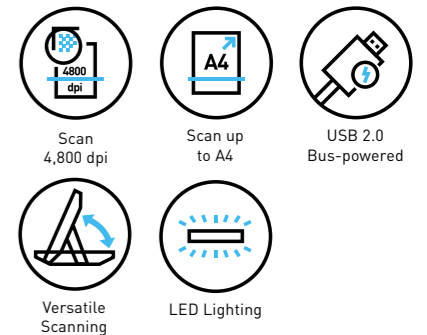 4800
dpi
A4
Scan
4,800 dpi
Scan up
to A4
USB 2.0
Bus-powered
Versatile
Scanning
LED Lighting